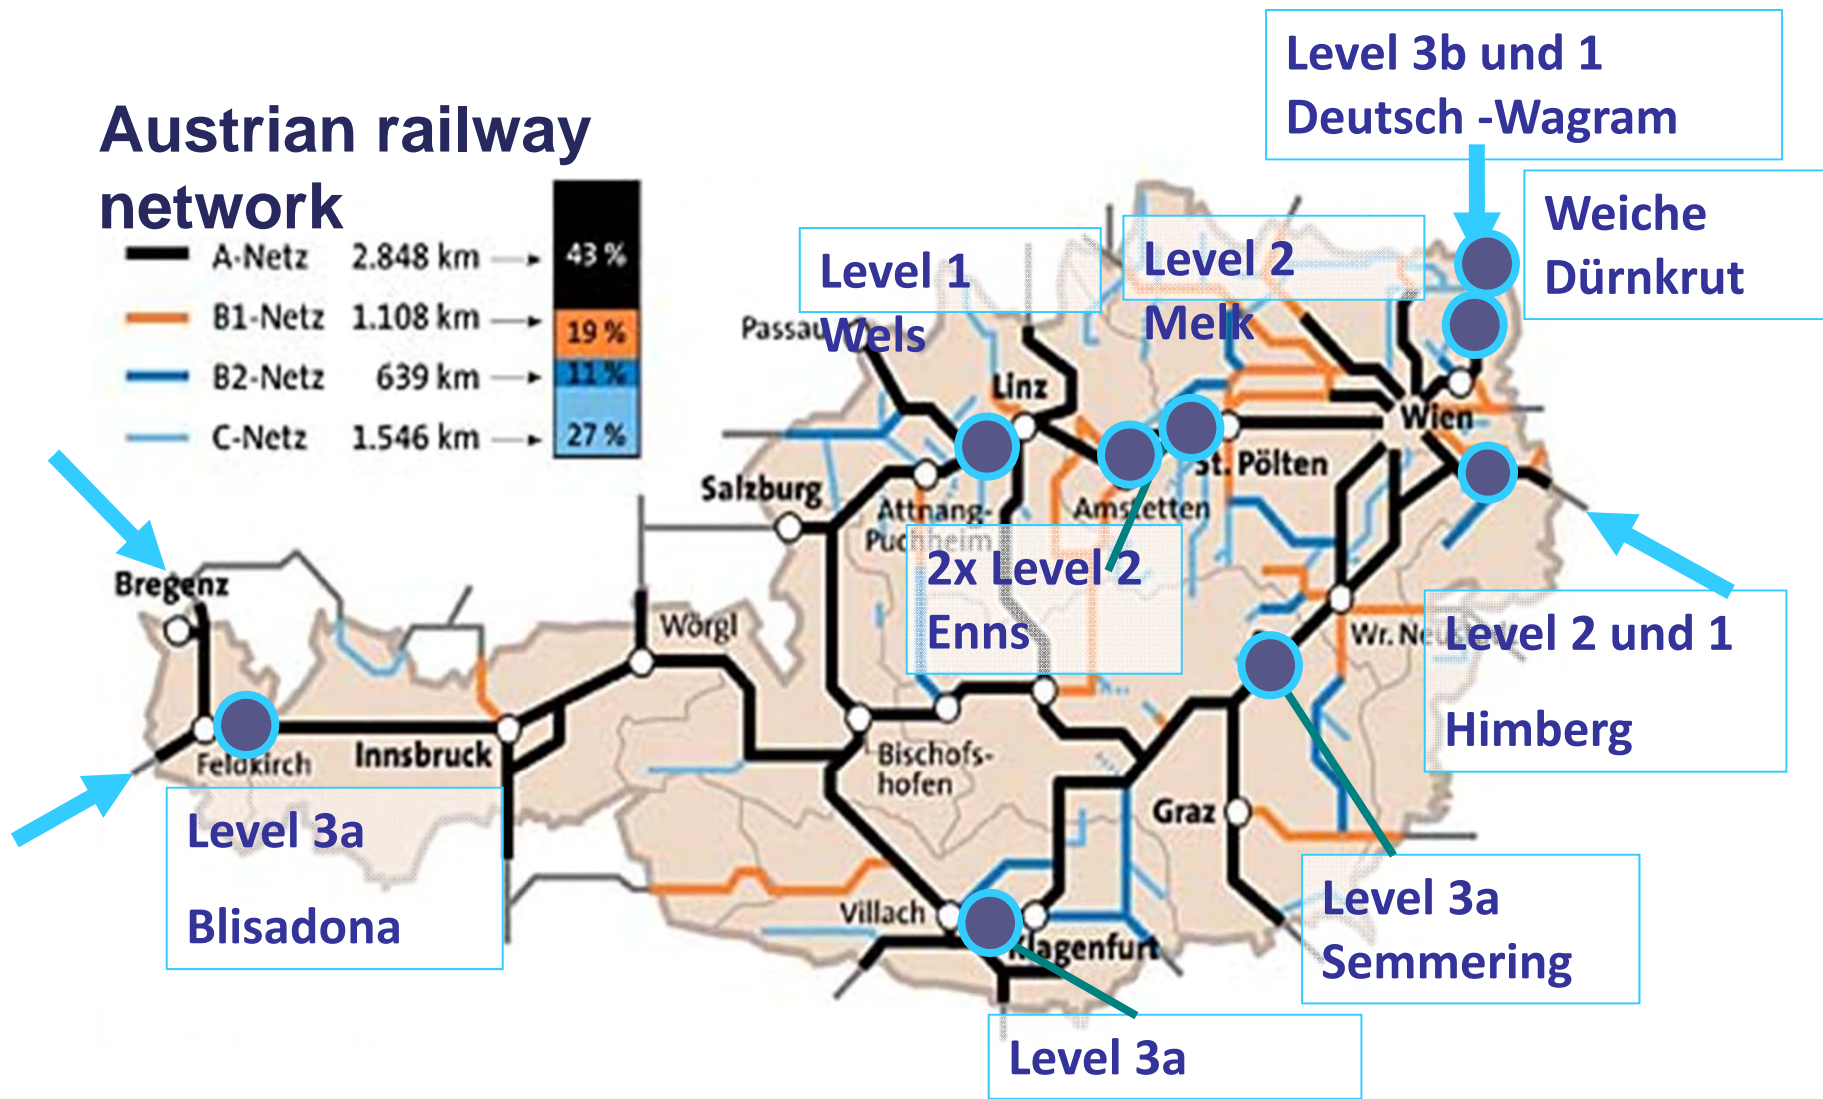 Austrian railway
network
A-Netz 2.848 km 43 %
B1-Netz 1.108 km 19 %
B2-Netz 639 km 11 %
C-Netz 1.546 km 27 %
Level 3b und 1
Deutsch -Wagram
Weiche
Dürnkrut
Level 1
Wels
Level 2
Melk
Passau
Linz
Wien
St. Pölten
Salzburg
Attnang-
Puchheim
Amstetten
2x Level 2
Enns
Bregenz
Wörgl
Wr. Neu
Level 2 und 1
Himberg
Feldkirch
Innsbruck
Bischofs-
hofen
Graz
Level 3a
Blisadona
Villach
Klagenfurt
Level 3a
Semmering
Level 3a